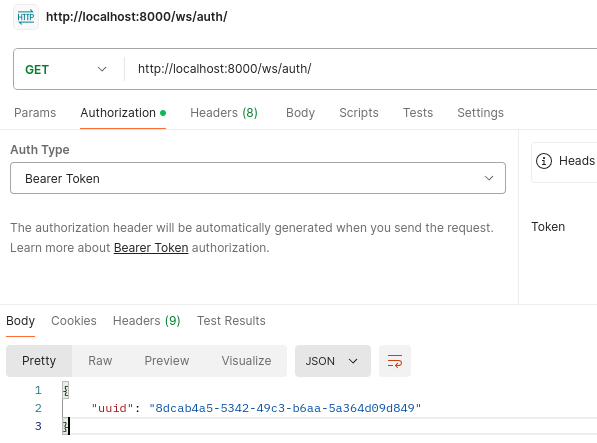 HTTP http://localhost:8000/ws/auth/
GET http://localhost:8000/ws/auth/
Params Authorization Headers (8) Body Scripts Tests Settings
Auth Type
Bearer Token
Heads
The authorization header will be automatically generated when you send the request.
Learn more about Bearer Token authorization.
Token
Body Cookies Headers (9) Test Results
Pretty Raw Preview Visualize JSON
1 {
2 "uuid": "8dcab4a5-5342-49c3-b6aa-5a364d09d849"
3 }